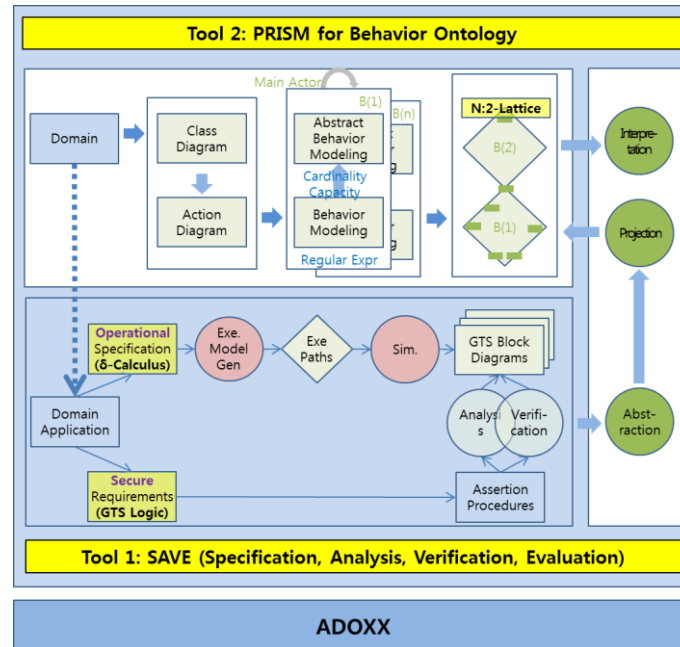 Tool 2: PRISM for Behavior Ontology
Main Actor
B(1)
B(n)
N:2-Lattice
Domain
Class
Diagram
Abstract
Behavior
Modeling
B(2)
Interpre-
tation
Cardinality
Capacity
Action
Diagram
Behavior
Modeling
B(1)
Projection
Regular Expr
Operational
Specification
(δ-Calculus)
Exe.
Model
Gen
Exe
Paths
Sim.
GTS Block
Diagrams
Domain
Application
Analysi
s
Verifi-
cation
Abst-
raction
Secure
Requirements
(GTS Logic)
Assertion
Procedures
Tool 1: SAVE (Specification, Analysis, Verification, Evaluation)
ADOXX